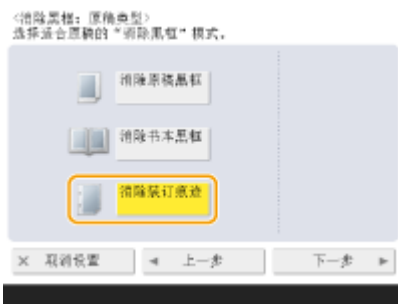 <消除黑框：原稿类型>
选择适合原稿的“消除黑框”模式。
消除原稿黑框
消除书本黑框
消除装订痕迹
× 取消设置
◀ 上一步
下一步 ▶